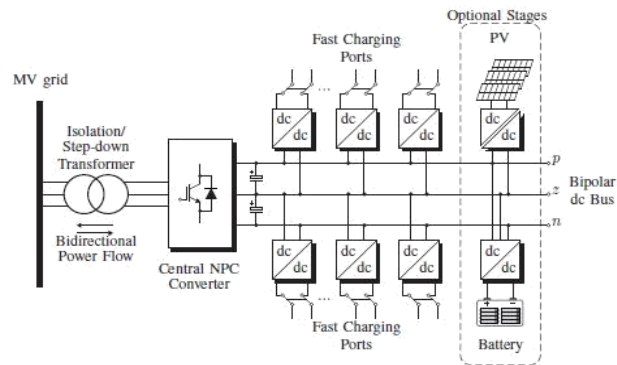 Optional Stages
PV
Fast Charging
Ports
MV grid
...
dc
dc
dc
dc
dc
dc
dc
dc
Isolation/
Step-down
Transformer
p
z
n
Bipolar
dc Bus
Bidirectional
Power Flow
Central NPC
Converter
dc
dc
dc
dc
dc
dc
dc
dc
...
Fast Charging
Ports
Battery